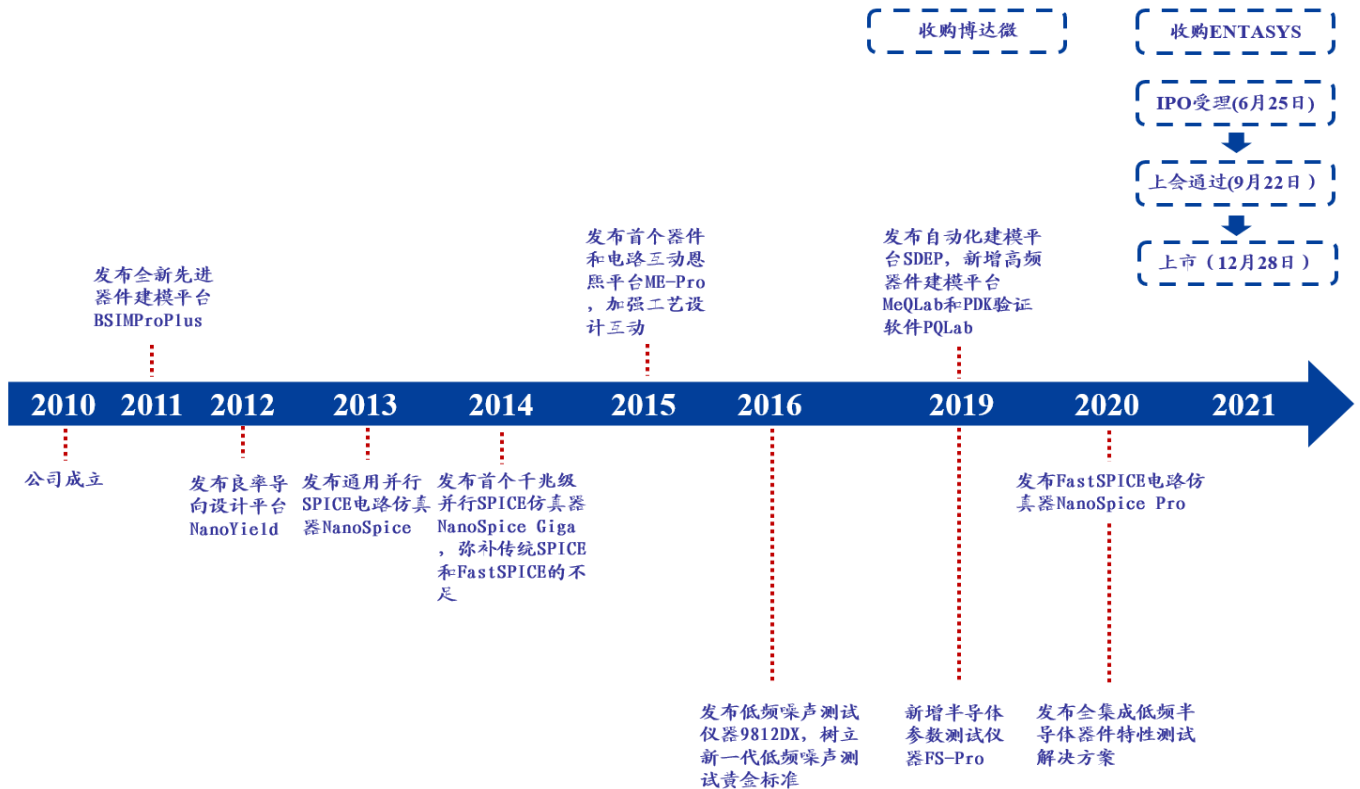 收购博达微
收购ENTASYS
IPO受理(6月25日)
上会通过(9月22日）
上市（12月28日）
发布全新先进
器件建模平台
BSIMProPlus
发布首个器件
和电路互动恩
熙平台ME-Pro
，加强工艺设
计互动
发布自动化建模平
台SDEP，新增高频
器件建模平台
MeQLab和PDK验证
软件PQLab
2010 2011 2012 2013 2014 2015 2016 2019 2020 2021
公司成立
发布良率导
向设计平台
NanoYield
发布通用并行
SPICE电路仿真
器NanoSpice
发布首个千兆级
并行SPICE仿真器
NanoSpice Giga
，弥补传统SPICE
和FastSPICE的不
足
发布FastSPICE电路仿
真器NanoSpice Pro
发布低频噪声测试
仪器9812DX，树立
新一代低频噪声测
试黄金标准
新增半导体
参数测试仪
器FS-Pro
发布全集成低频半
导体器件特性测试
解决方案